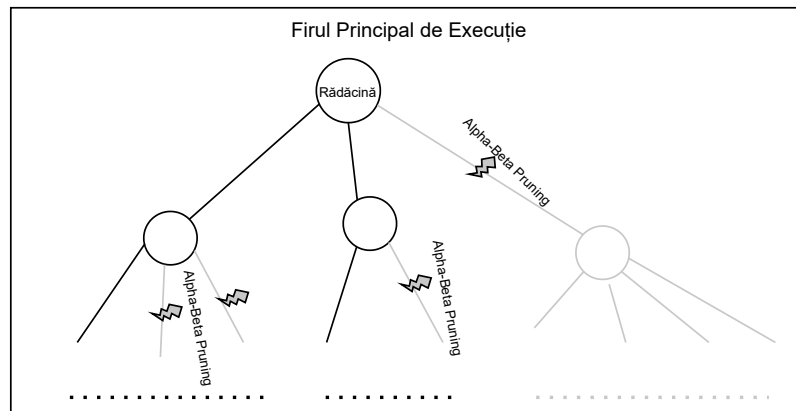 Firul Principal de Execuție
Rădăcină
Alpha-Beta Pruning
Alpha-Beta Pruning
Alpha-Beta Pruning